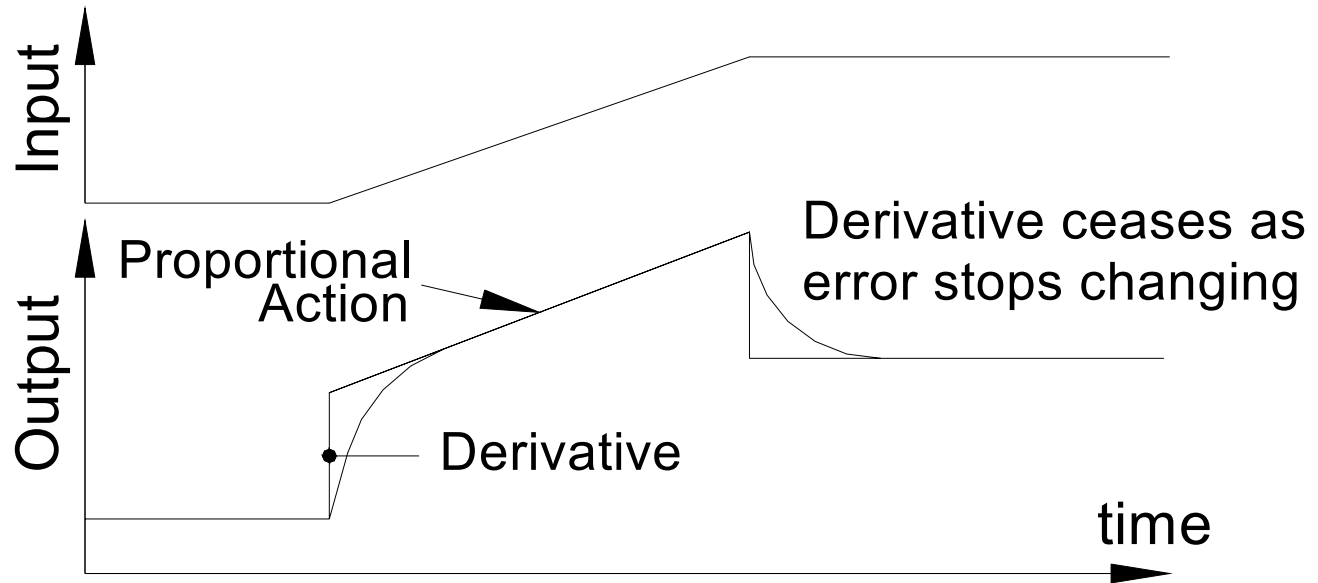 Input
Output
Proportional
Action
Derivative ceases as
error stops changing
Derivative
time